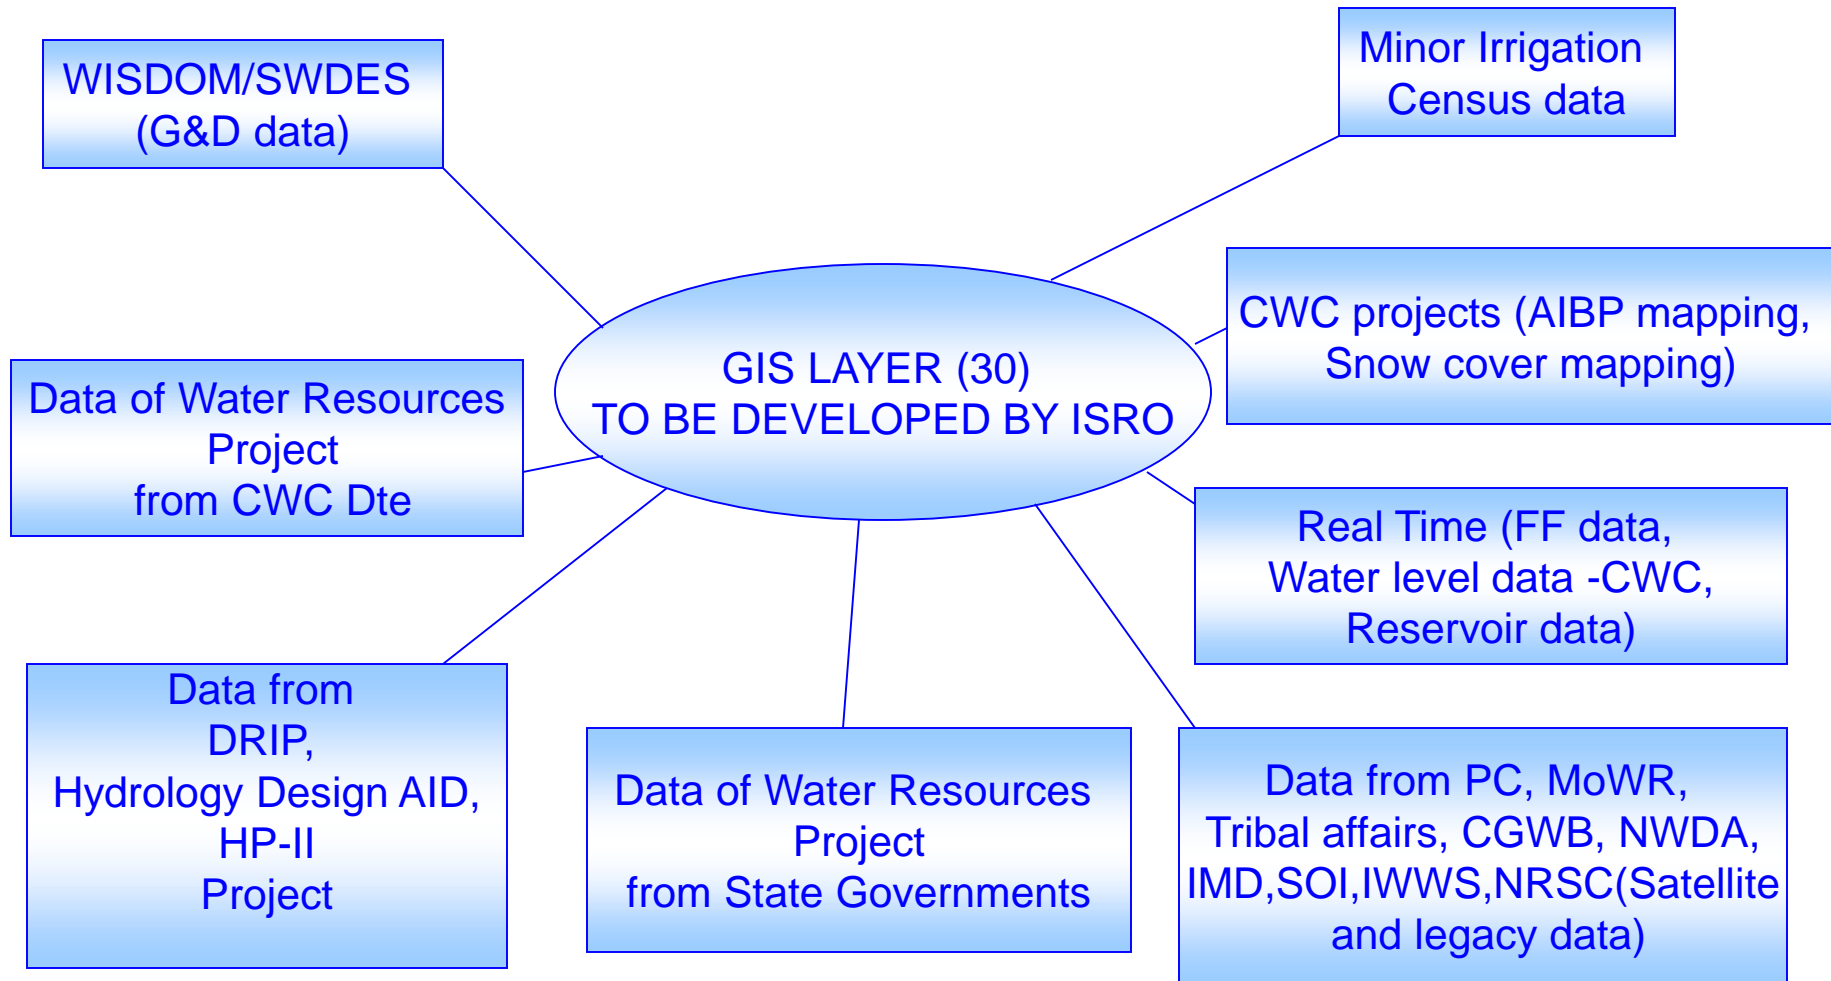 WISDOM/SWDES
(G&D data)
Minor Irrigation
Census data
CWC projects (AIBP mapping,
Snow cover mapping)
GIS LAYER (30)
TO BE DEVELOPED BY ISRO
Data of Water Resources
Project
from CWC Dte
Real Time (FF data,
Water level data -CWC,
Reservoir data)
Data from
DRIP,
Hydrology Design AID,
HP-II
Project
Data of Water Resources
Project
from State Governments
Data from PC, MoWR,
Tribal affairs, CGWB, NWDA,
IMD,SOI,IWWS,NRSC(Satellite
and legacy data)